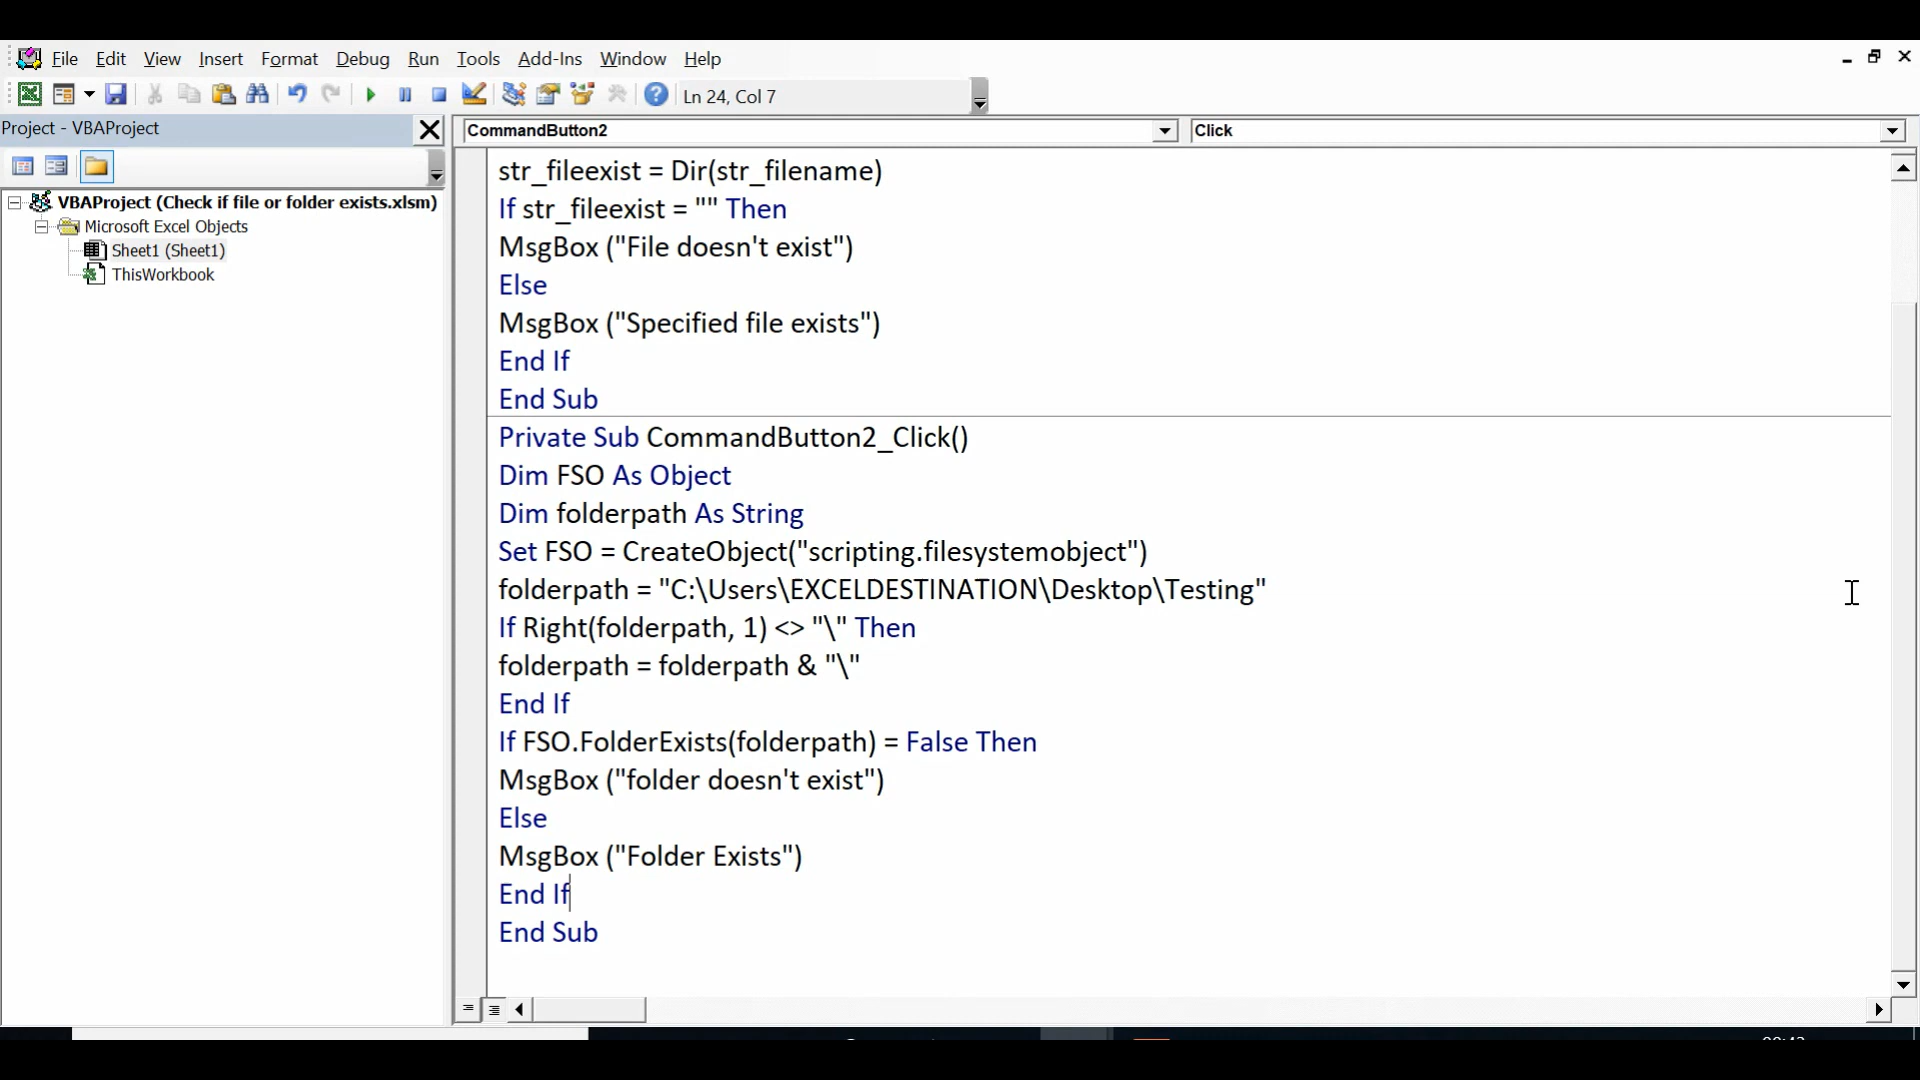 File Edit View Insert Format Debug Run Tools Add-Ins Window Help
Ln 24, Col 7
Project - VBAProject
CommandButton2
Click
VBAProject (Check if file or folder exists.xlsm)
Microsoft Excel Objects
Sheet1 (Sheet1)
ThisWorkbook
str_fileexist = Dir(str_filename)
If str_fileexist = "" Then
MsgBox ("File doesn't exist")
Else
MsgBox ("Specified file exists")
End If
End Sub
Private Sub CommandButton2_Click()
Dim FSO As Object
Dim folderpath As String
Set FSO = CreateObject("scripting.filesystemobject")
folderpath = "C:\Users\EXCELDESTINATION\Desktop\Testing"
If Right(folderpath, 1) <> "\" Then
folderpath = folderpath & "\"
End If
If FSO.FolderExists(folderpath) = False Then
MsgBox ("folder doesn't exist")
Else
MsgBox ("Folder Exists")
End If
End Sub